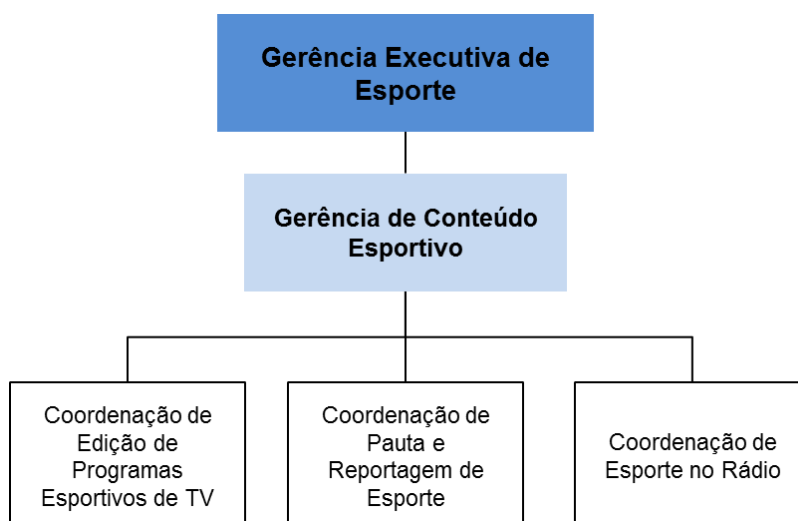 Gerência Executiva de
Esporte
Gerência de Conteúdo
Esportivo
Coordenação de
Edição de
Programas
Esportivos de TV
Coordenação de
Pauta e
Reportagem de
Esporte
Coordenação de
Esporte no Rádio